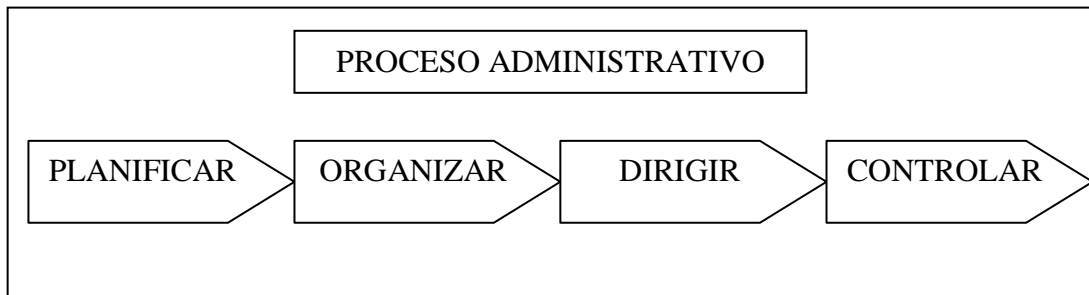 PROCESO ADMINISTRATIVO
PLANIFICAR
ORGANIZAR
DIRIGIR
CONTROLAR